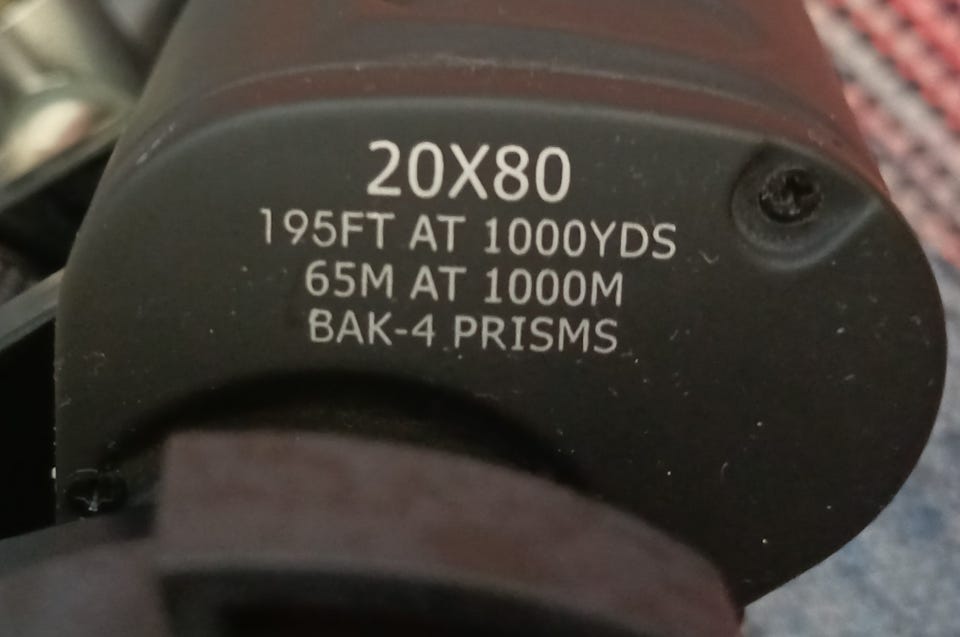 20X80
195FT AT 1000YDS
65M AT 1000M
BAK-4 PRISMS